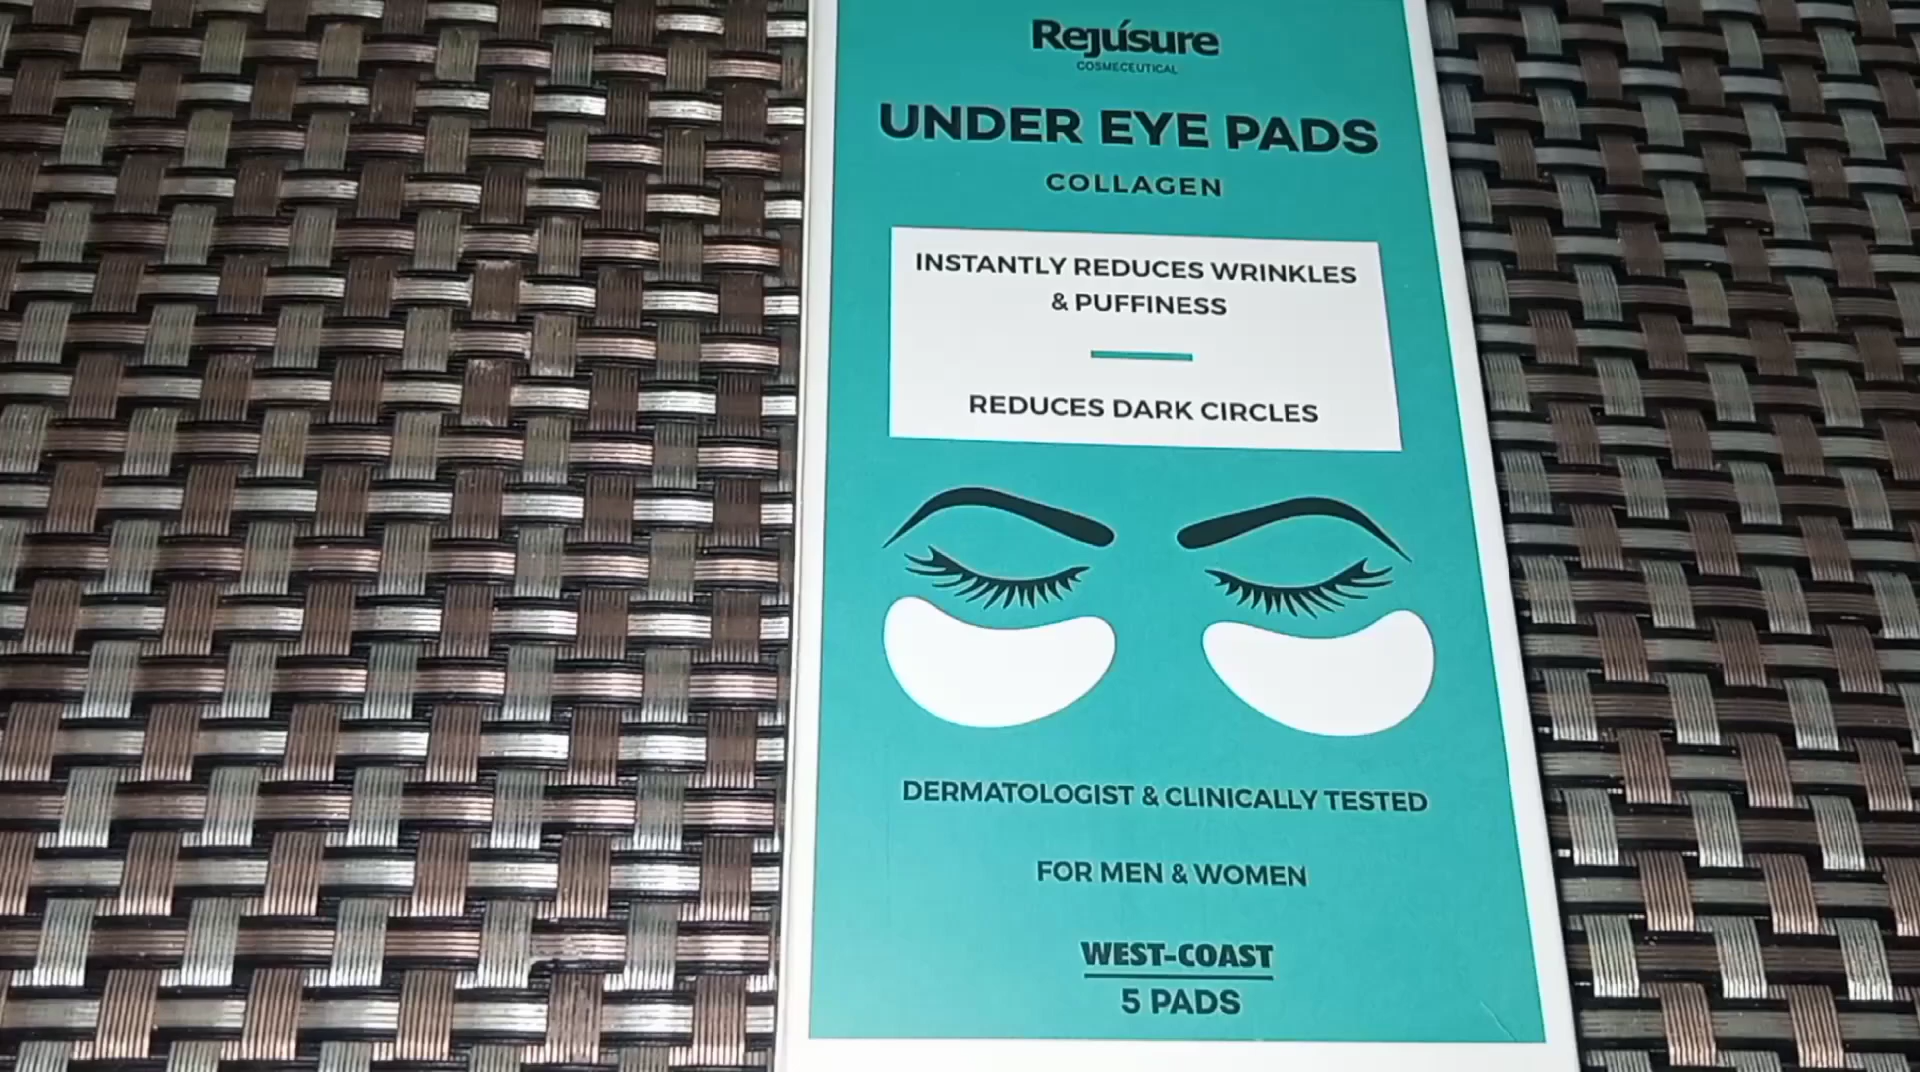 Rejúsure
COSMECEUTICAL
UNDER EYE PADS
COLLAGEN
INSTANTLY REDUCES WRINKLES
& PUFFINESS
REDUCES DARK CIRCLES
DERMATOLOGIST & CLINICALLY TESTED
FOR MEN & WOMEN
WEST-COAST
5 PADS